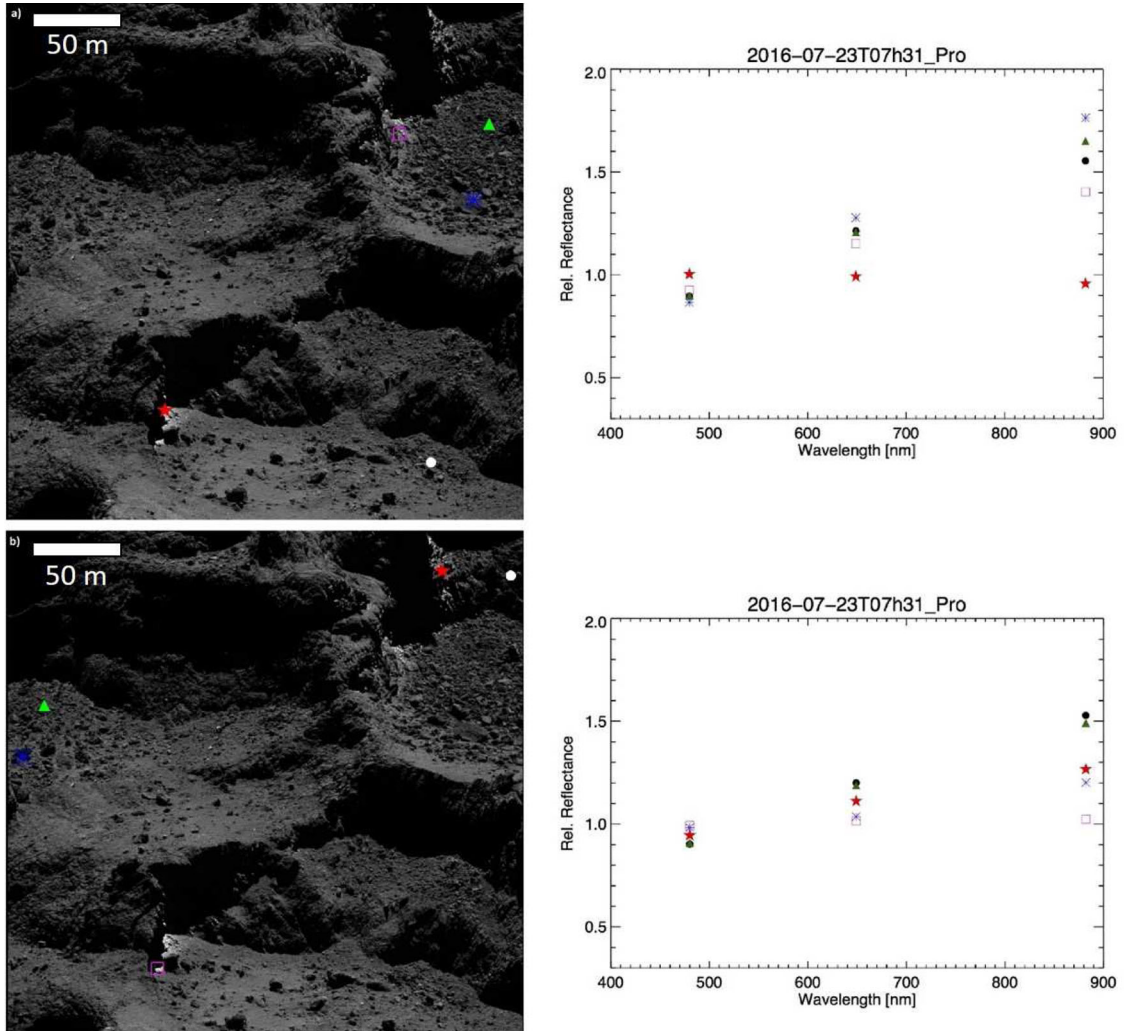 a)
50 m
2016-07-23T07h31_Pro
2.0
1.5
1.0
0.5
Rel. Reflectance
400 500 600 700 800 900
Wavelength [nm]
b)
50 m
2016-07-23T07h31_Pro
2.0
1.5
1.0
0.5
Rel. Reflectance
400 500 600 700 800 900
Wavelength [nm]